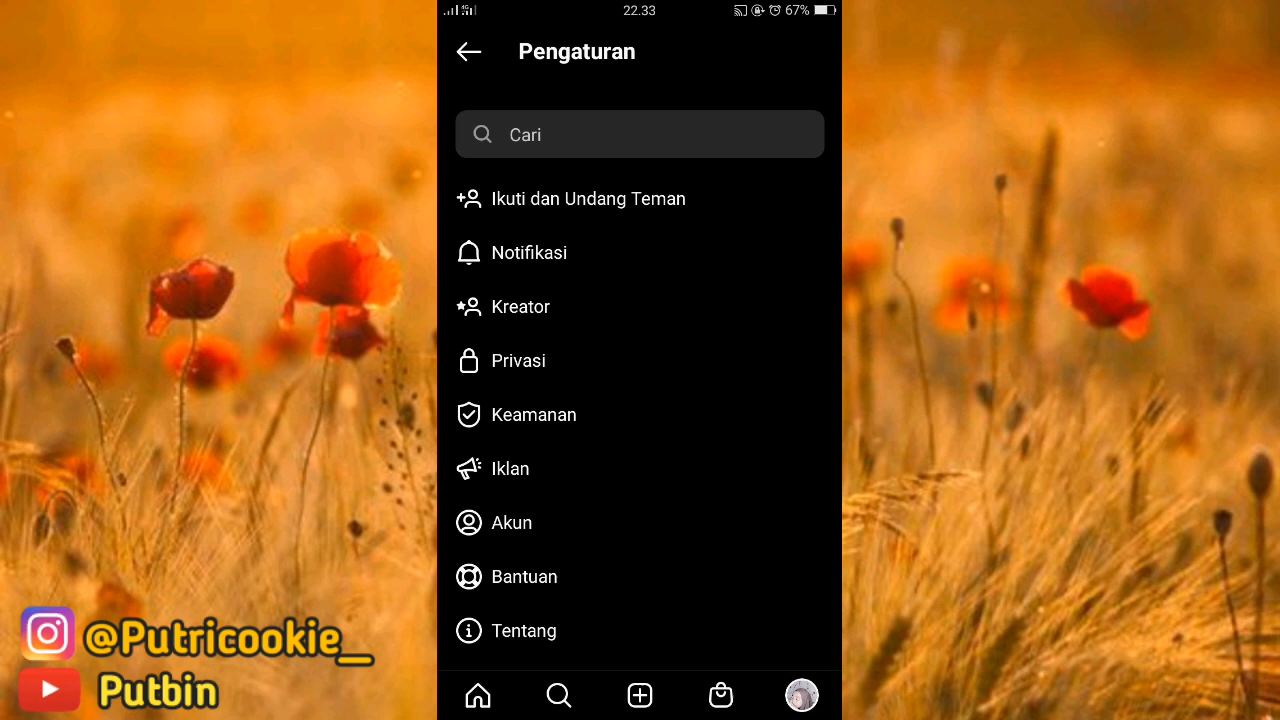 22.33
67%
Pengaturan
Cari
Ikuti dan Undang Teman
Notifikasi
Kreator
Privasi
Keamanan
Iklan
Akun
Bantuan
Tentang
@Putricookie_
Putbin